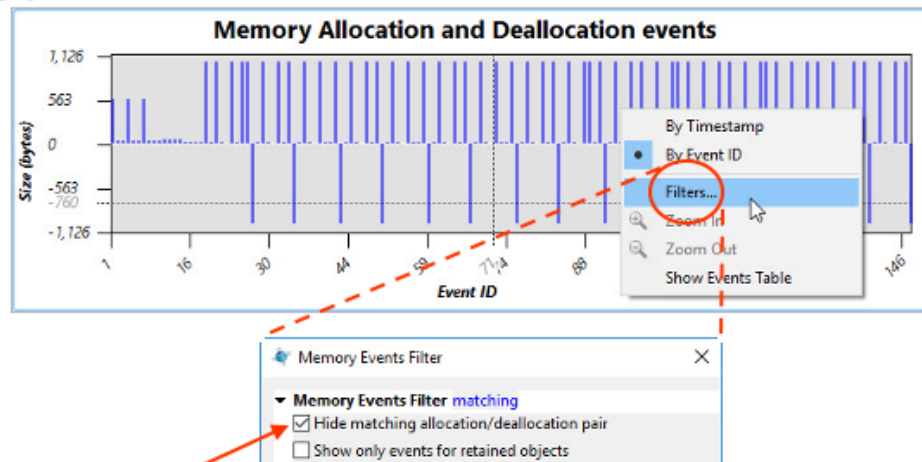 Memory Allocation and Deallocation events
1,126
563
0
-563
-760
-1,126
Size (bytes)
1 16 30 44 59 71 74 88 146
Event ID
By Timestamp
By Event ID
Filters...
Zoom In
Zoom Out
Show Events Table
Memory Events Filter
Memory Events Filter matching
Hide matching allocation/deallocation pair
Show only events for retained objects